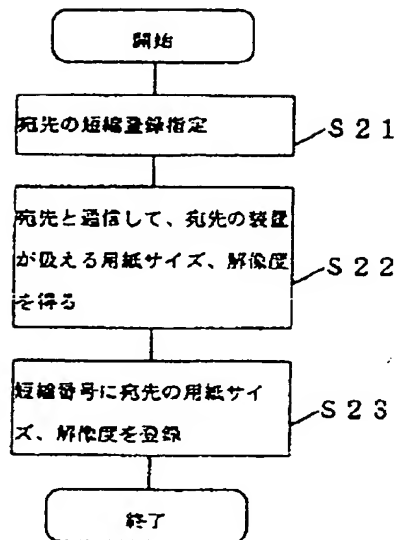 開始
宛先の短縮登録指定
S21
宛先と通信して、宛先の装置
が扱える用紙サイズ、解像度
を得る
S22
短縮番号に宛先の用紙サイ
ズ、解像度を登録
S23
終了